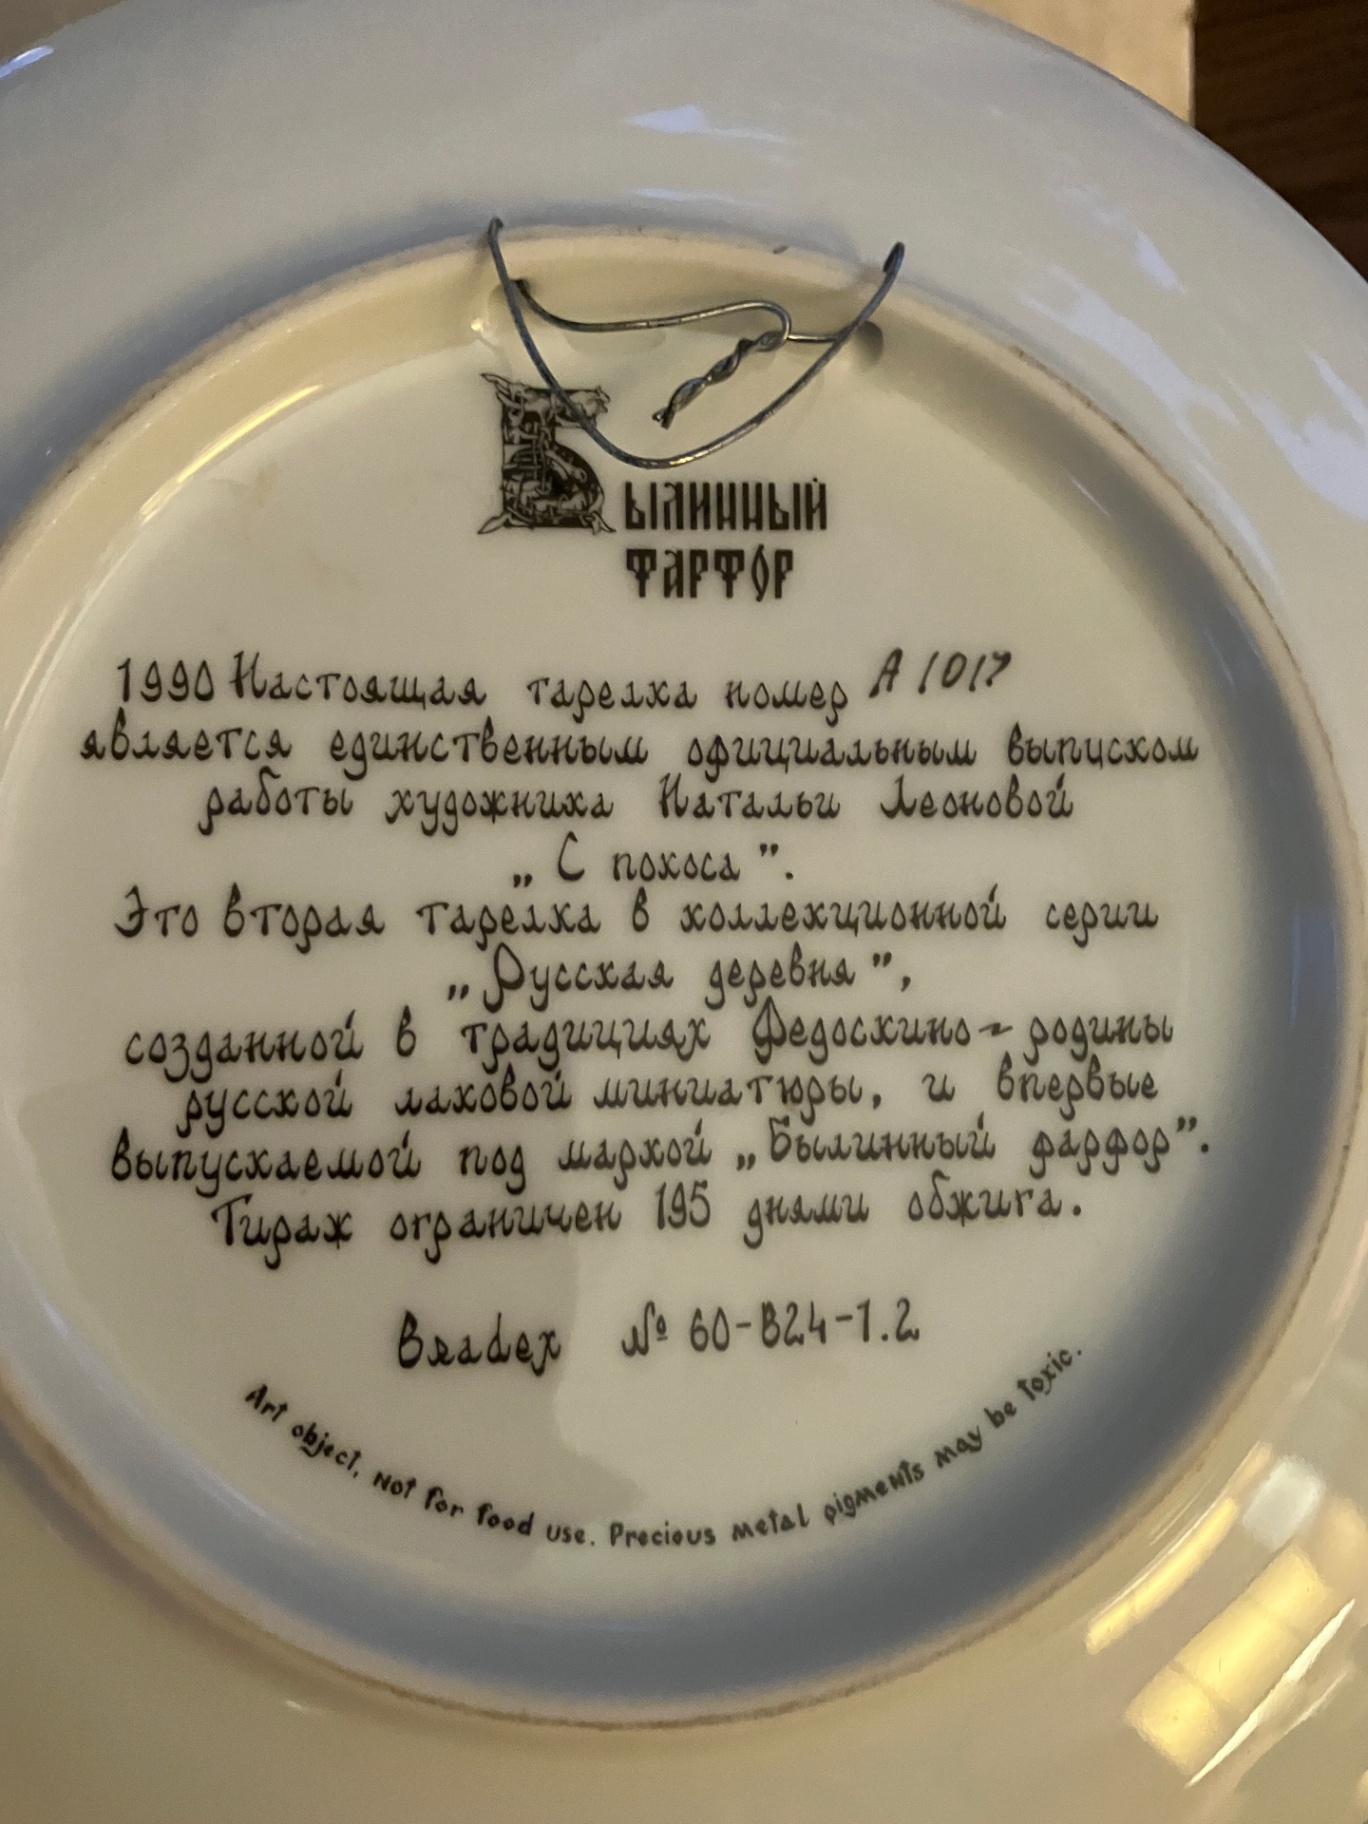 Былинный
фарфор
1990 Настоящая тарелка номер А 1017
является единственным официальным выпуском
работы художника Натальи Леоновой
„ С покоса ”.
Это вторая тарелка в коллекционной серии
„Русская деревня”,
созданной в традициях Федоскино - родины
русской лаковой миниатюры, и впервые
выпускаемой под маркой „Былинный фарфор”.
Тираж ограничен 195 днями обжига.
Bradex № 60-B24-1.2
Art object, Not for food use. Precious metal pigments may be toxic.